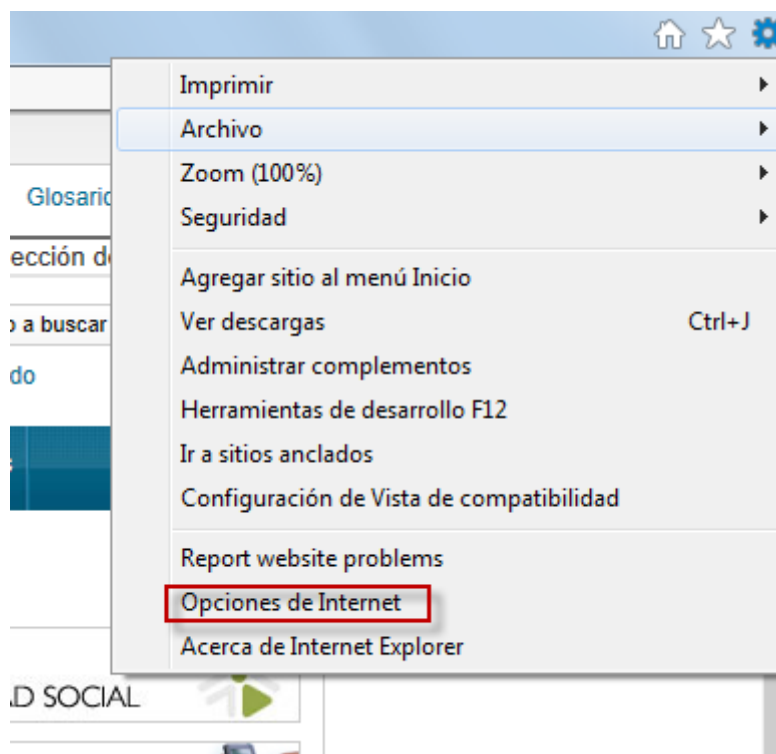 Imprimir
Archivo
Zoom (100%)
Glosario
Seguridad
ección de
Agregar sitio al menú Inicio
o a buscar
Ver descargas Ctrl+J
Administrar complementos
do
Herramientas de desarrollo F12
Ir a sitios anclados
Configuración de Vista de compatibilidad
Report website problems
Opciones de Internet
Acerca de Internet Explorer
D SOCIAL